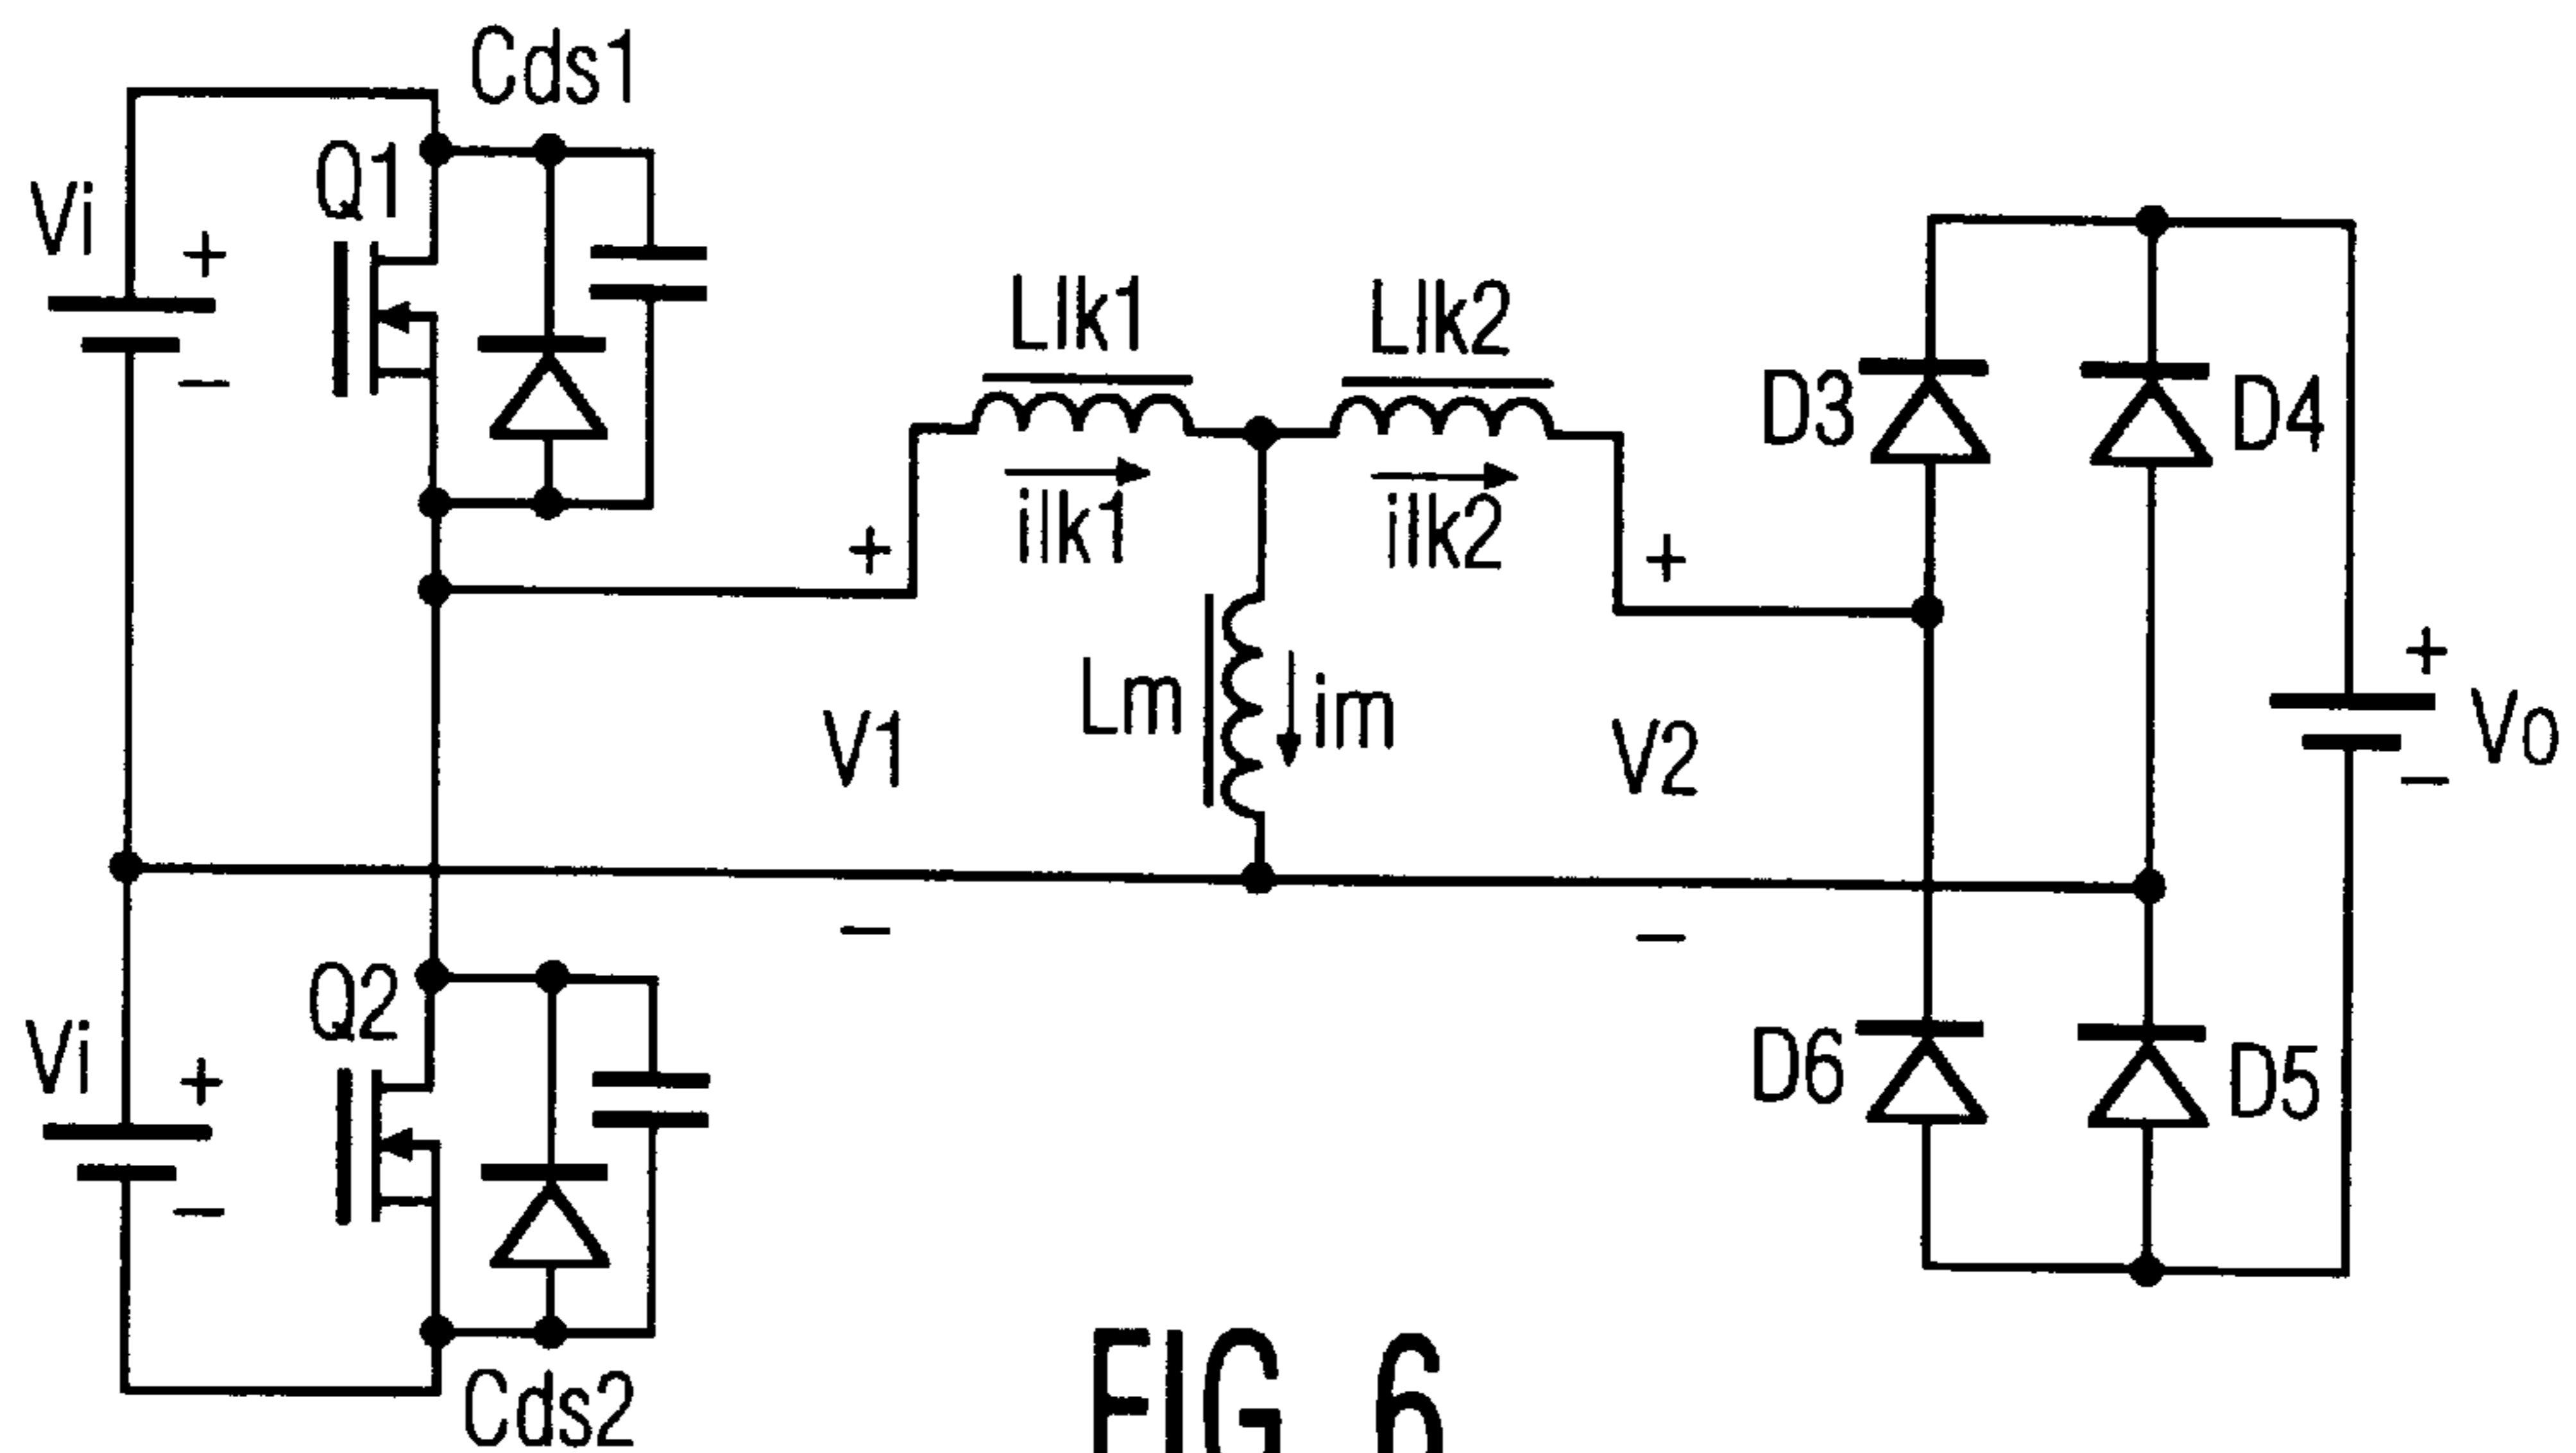 Cds1
Q1
Vi
+
−
Llk1
Llk2
ilk1
ilk2
+
+
D3
D4
Lm
im
V1
V2
+
−
Vo
−
−
Q2
Vi
+
−
D6
D5
Cds2
FIG. 6